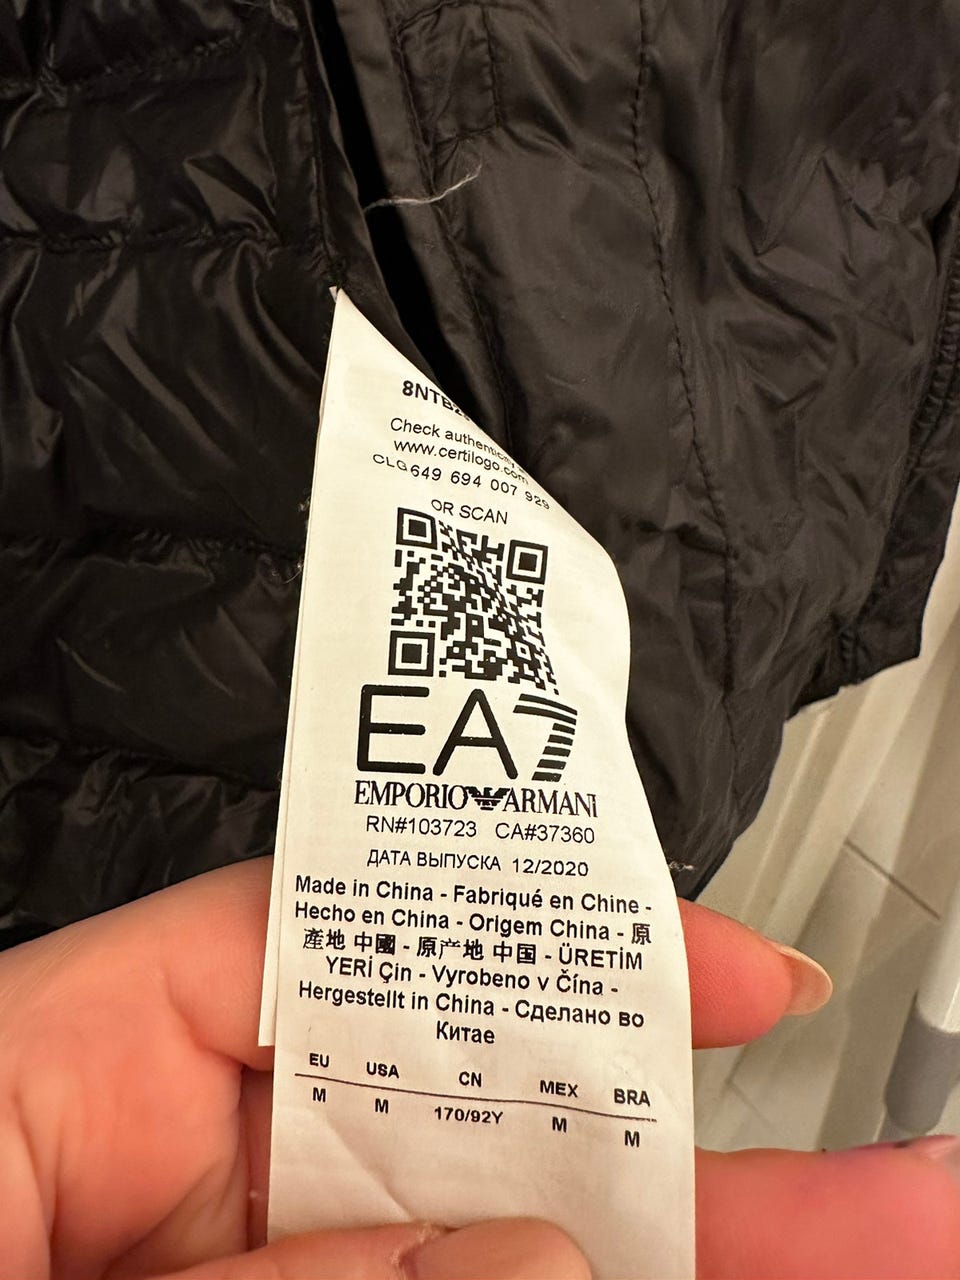 Check authenticity
www.certilogo.com
CLG649 694 007 929
OR SCAN
EA7
EMPORIO ARMANI
RN#103723 CA#37360
ДАТА ВЫПУСКА 12/2020
Made in China - Fabriqué en Chine -
Hecho en China - Origem China - 原
產地 中國 - 原产地 中国 - ÜRETİM
YERİ Çin - Vyrobeno v Čína -
Hergestellt in China - Сделано во
Китае
EU USA CN MEX BRA
M M 170/92Y M M